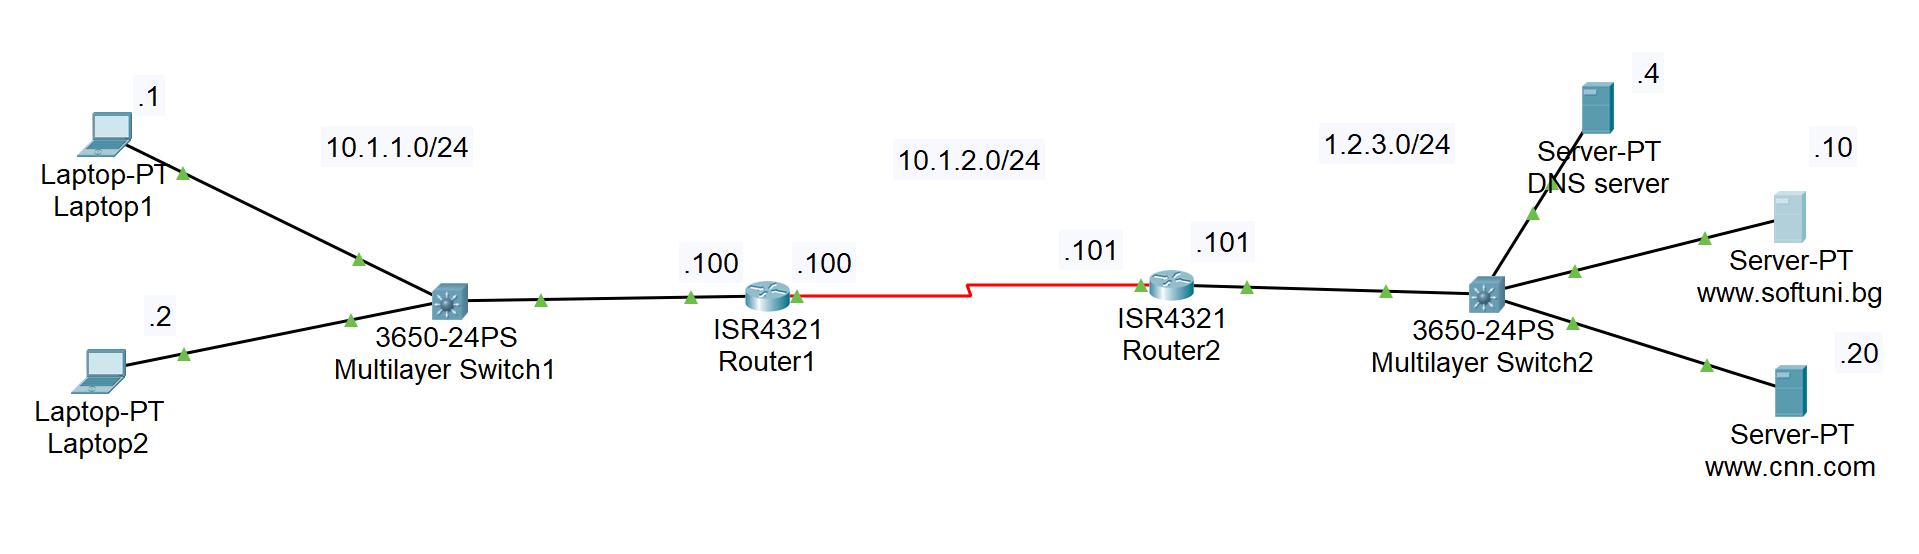 .1
10.1.1.0/24
Laptop-PT
Laptop1
.2
Laptop-PT
Laptop2
3650-24PS
Multilayer Switch1
.100
.100
ISR4321
Router1
10.1.2.0/24
.101
.101
ISR4321
Router2
1.2.3.0/24
3650-24PS
Multilayer Switch2
.4
Server-PT
DNS server
.10
Server-PT
www.softuni.bg
.20
Server-PT
www.cnn.com